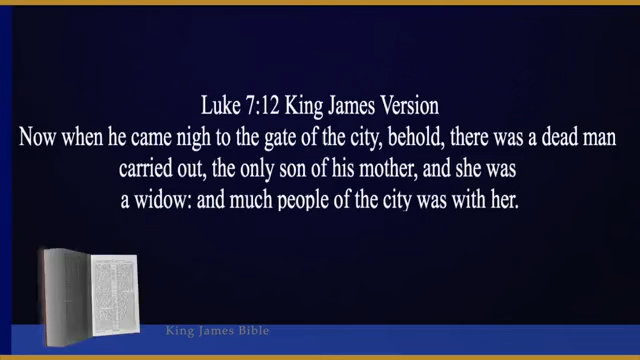 Luke 7:12 King James Version
Now when he came nigh to the gate of the city, behold, there was a dead man
carried out, the only son of his mother, and she was
a widow: and much people of the city was with her.
King James Bible